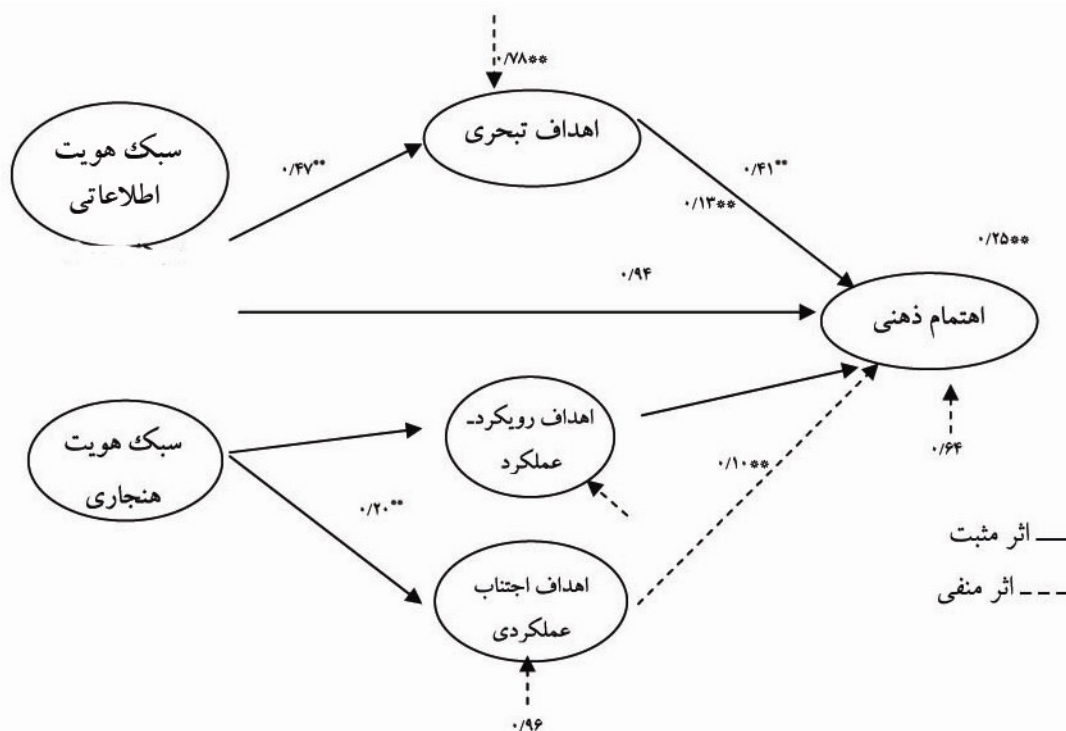 ۰/۷۸**
اهداف تبحری
سبک هویت
اطلاعاتی
۰/۴۷**
۰/۴۱**
۰/۱۳**
۰/۲۵**
۰/۹۴
اهتمام ذهنی
اهداف رویکرد-
عملکرد
سبک هویت
هنجاری
۰/۶۴
۰/۱۰**
۰/۲۰**
اثر مثبت
اهداف اجتناب
عملکردی
اثر منفی
۰/۹۶